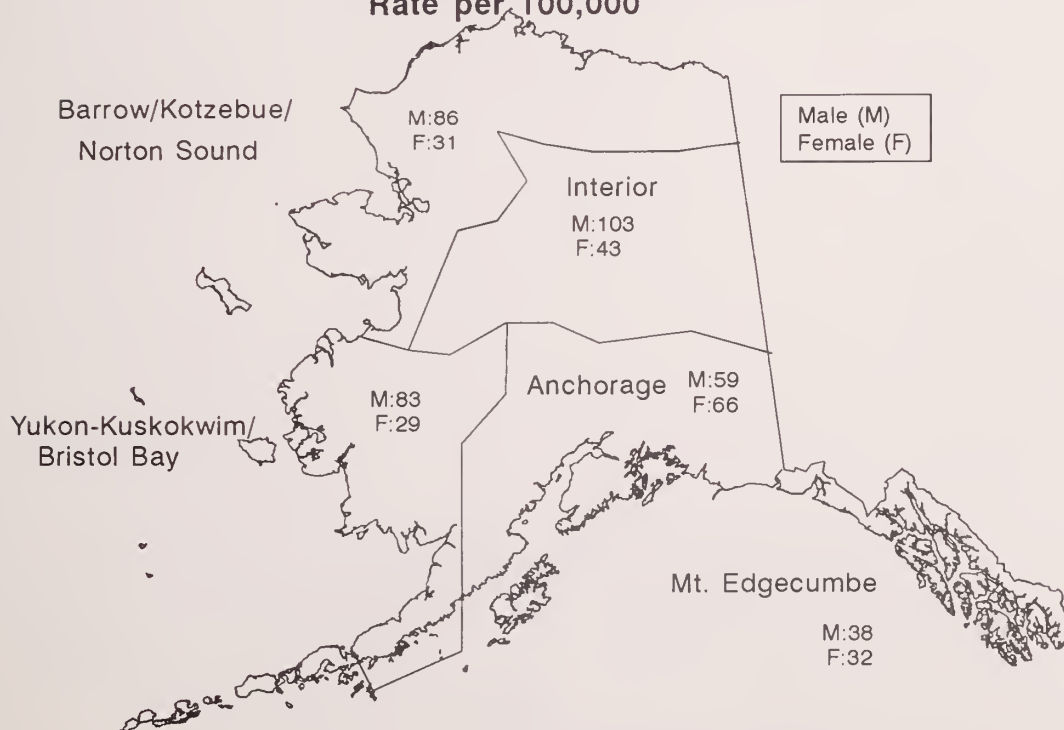 Rate per 100,000
Barrow/Kotzebue/
Norton Sound
M:86
F:31
Male (M)
Female (F)
Interior
M:103
F:43
Anchorage
M:59
F:66
M:83
F:29
Yukon-Kuskokwim/
Bristol Bay
Mt. Edgecumbe
M:38
F:32